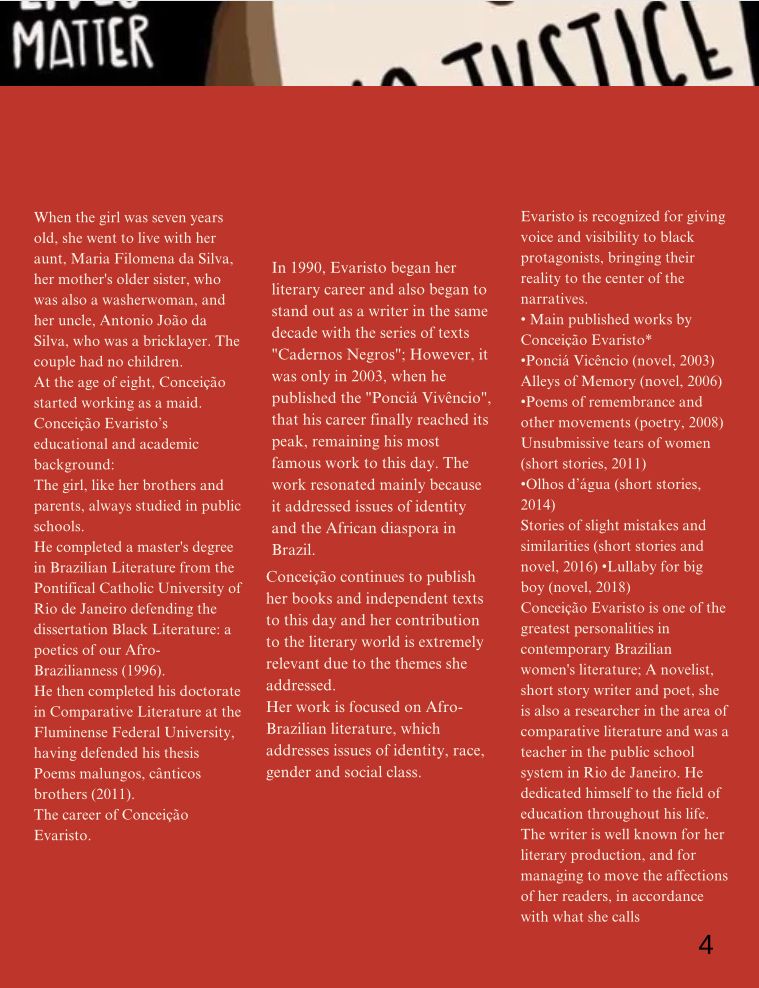 LIVES
MATTER
NO JUSTICE
When the girl was seven years
old, she went to live with her
aunt, Maria Filomena da Silva,
her mother's older sister, who
was also a washerwoman, and
her uncle, Antonio João da
Silva, who was a bricklayer. The
couple had no children.
At the age of eight, Conceição
started working as a maid.
Conceição Evaristo’s
educational and academic
background:
The girl, like her brothers and
parents, always studied in public
schools.
He completed a master's degree
in Brazilian Literature from the
Pontifical Catholic University of
Rio de Janeiro defending the
dissertation Black Literature: a
poetics of our Afro-
Brazilianness (1996).
He then completed his doctorate
in Comparative Literature at the
Fluminense Federal University,
having defended his thesis
Poems malungos, cânticos
brothers (2011).
The career of Conceição
Evaristo.
In 1990, Evaristo began her
literary career and also began to
stand out as a writer in the same
decade with the series of texts
"Cadernos Negros"; However, it
was only in 2003, when he
published the "Ponciá Vivêncio",
that his career finally reached its
peak, remaining his most
famous work to this day. The
work resonated mainly because
it addressed issues of identity
and the African diaspora in
Brazil.
Conceição continues to publish
her books and independent texts
to this day and her contribution
to the literary world is extremely
relevant due to the themes she
addressed.
Her work is focused on Afro-
Brazilian literature, which
addresses issues of identity, race,
gender and social class.
Evaristo is recognized for giving
voice and visibility to black
protagonists, bringing their
reality to the center of the
narratives.
• Main published works by
Conceição Evaristo*
•Ponciá Vicêncio (novel, 2003)
Alleys of Memory (novel, 2006)
•Poems of remembrance and
other movements (poetry, 2008)
Unsubmissive tears of women
(short stories, 2011)
•Olhos d’água (short stories,
2014)
Stories of slight mistakes and
similarities (short stories and
novel, 2016) •Lullaby for big
boy (novel, 2018)
Conceição Evaristo is one of the
greatest personalities in
contemporary Brazilian
women's literature; A novelist,
short story writer and poet, she
is also a researcher in the area of
comparative literature and was a
teacher in the public school
system in Rio de Janeiro. He
dedicated himself to the field of
education throughout his life.
The writer is well known for her
literary production, and for
managing to move the affections
of her readers, in accordance
with what she calls
4